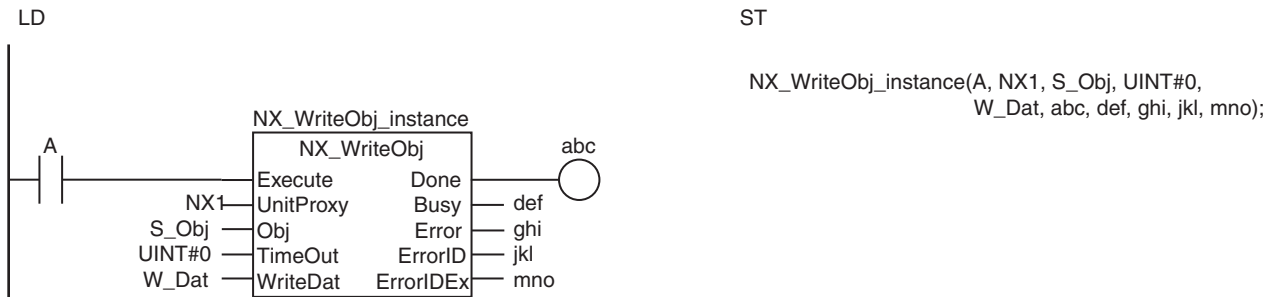 LD
ST
NX_WriteObj_instance(A, NX1, S_Obj, UINT#0,
W_Dat, abc, def, ghi, jkl, mno);
NX_WriteObj_instance
A
NX_WriteObj
abc
Execute Done
NX1 UnitProxy Busy def
S_Obj Obj Error ghi
UINT#0 TimeOut ErrorID jkl
W_Dat WriteDat ErrorIDEx mno